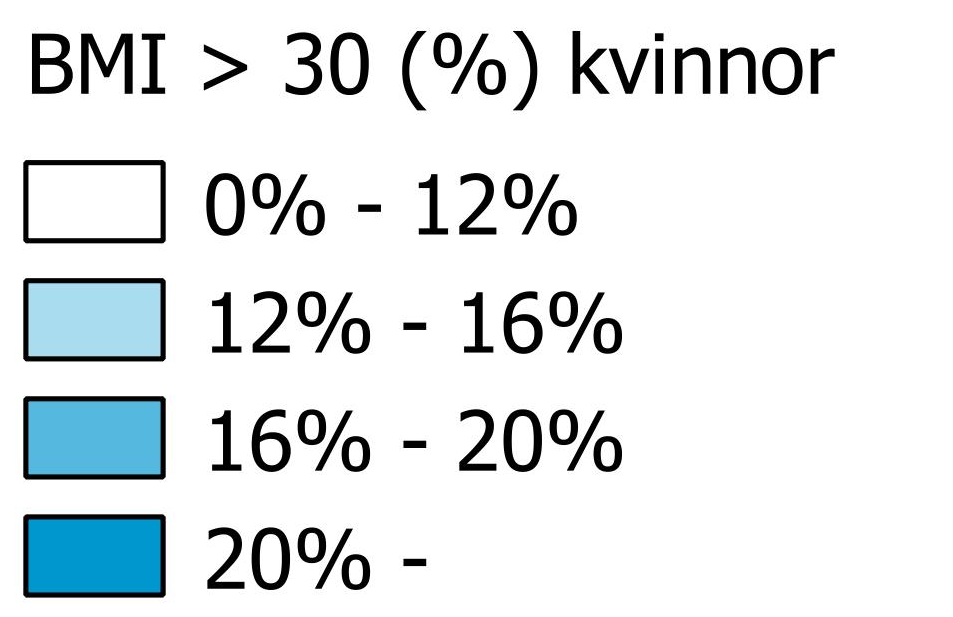 BMI > 30 (%) kvinnor
0% - 12%
12% - 16%
16% - 20%
20% -